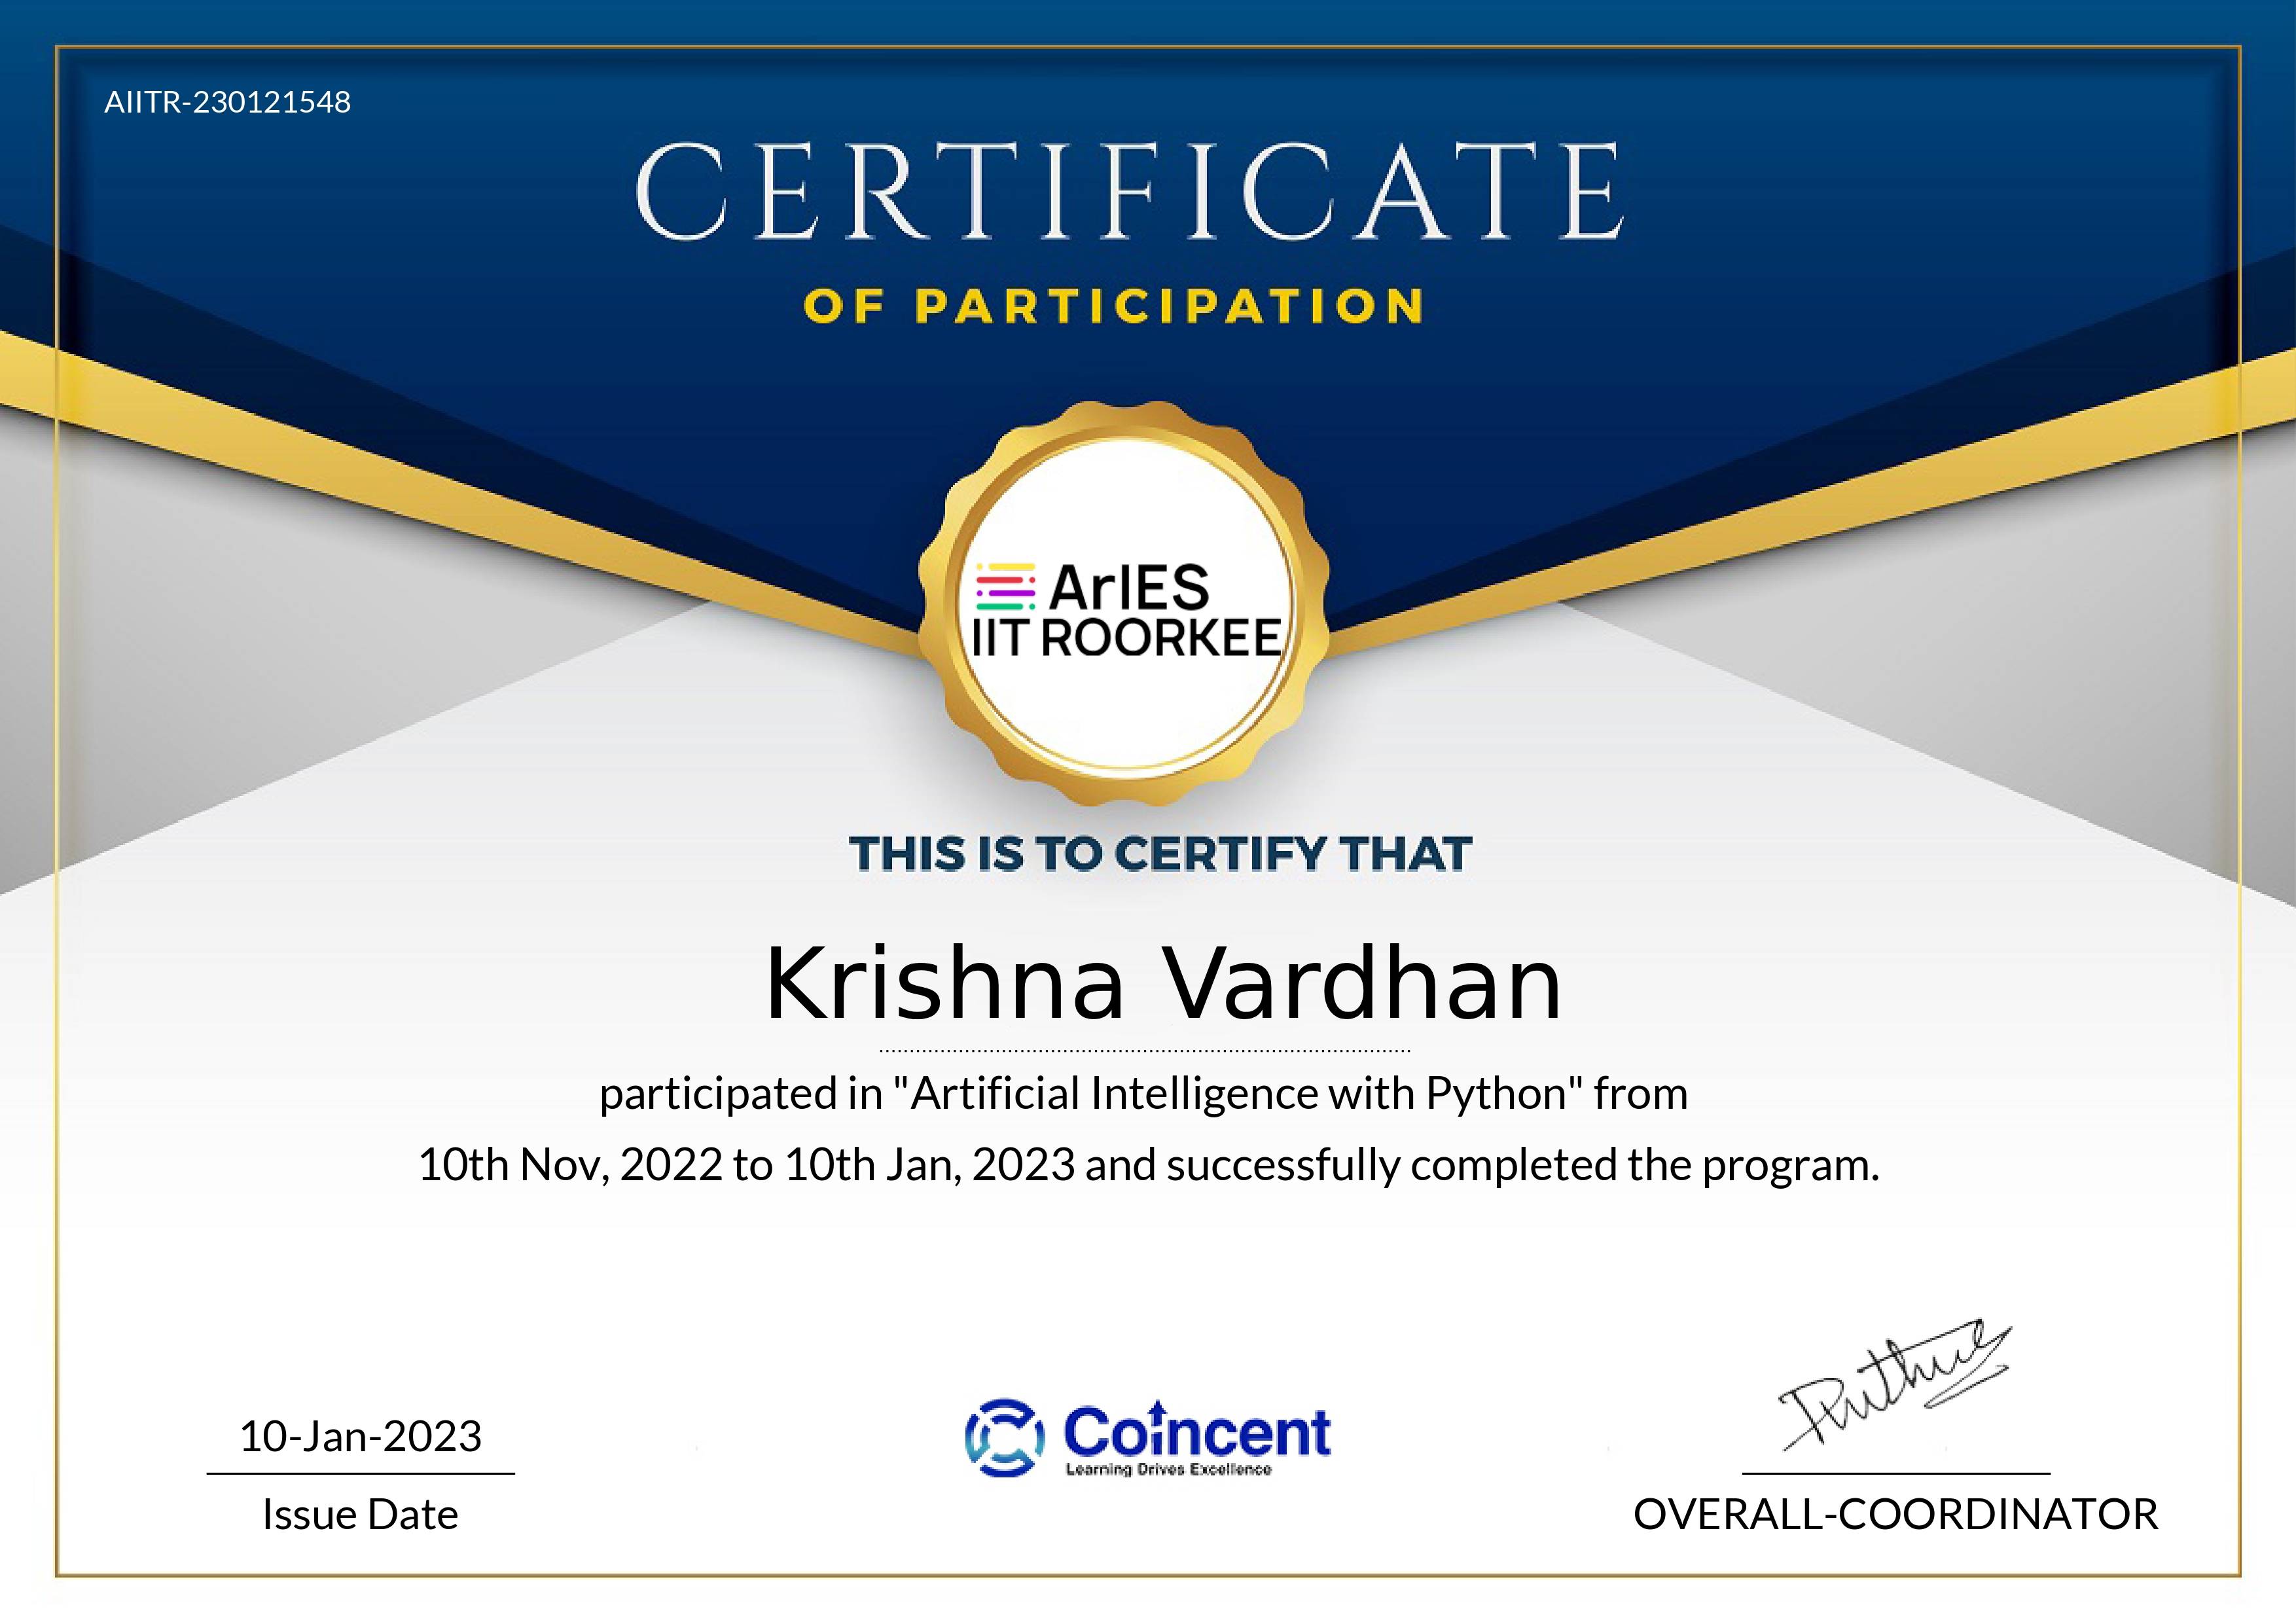 AIITR-230121548
CERTIFICATE
OF PARTICIPATION
ArIES
IIT ROORKEE
THIS IS TO CERTIFY THAT
Krishna Vardhan
participated in "Artificial Intelligence with Python" from
10th Nov, 2022 to 10th Jan, 2023 and successfully completed the program.
10-Jan-2023
Issue Date
Coincent
Learning Drives Excellence
OVERALL-COORDINATOR